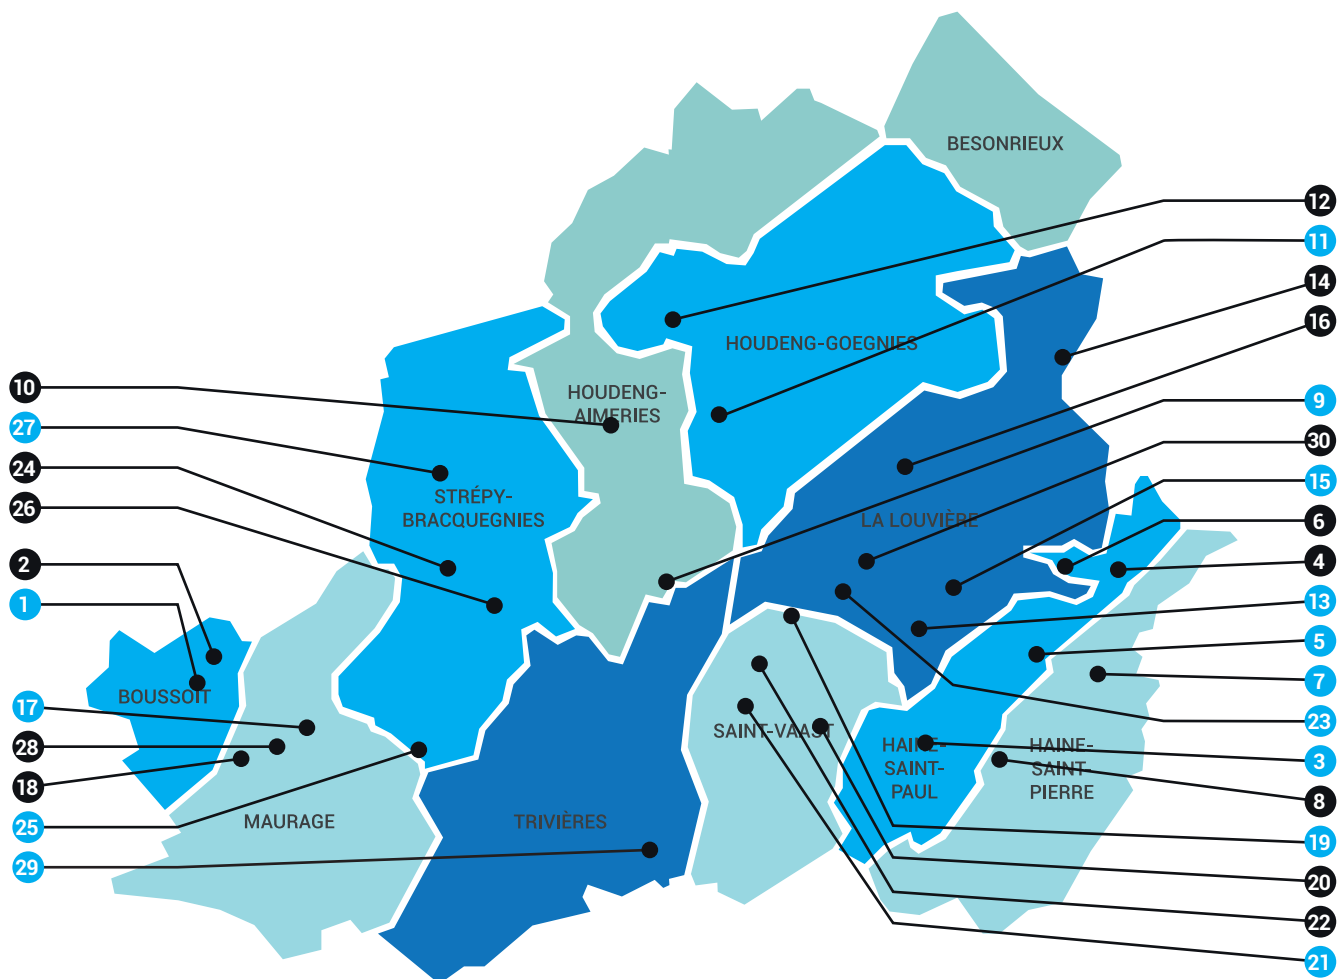 BESONRIEUX
12
11
14
HOUDENG-GOEGNIES
16
10
HOUDENG-
AIMERIES
9
27
30
24
STRÉPY-
BRACQUEGNIES
15
26
LA LOUVIÈRE
6
2
4
1
13
5
BOUSSOIT
7
17
23
28
SAINT-VAAST
HAINE-
SAINT-
PAUL
HAINE-
SAINT-
PIERRE
3
18
8
25
MAURAGE
TRIVIÈRES
19
29
20
22
21